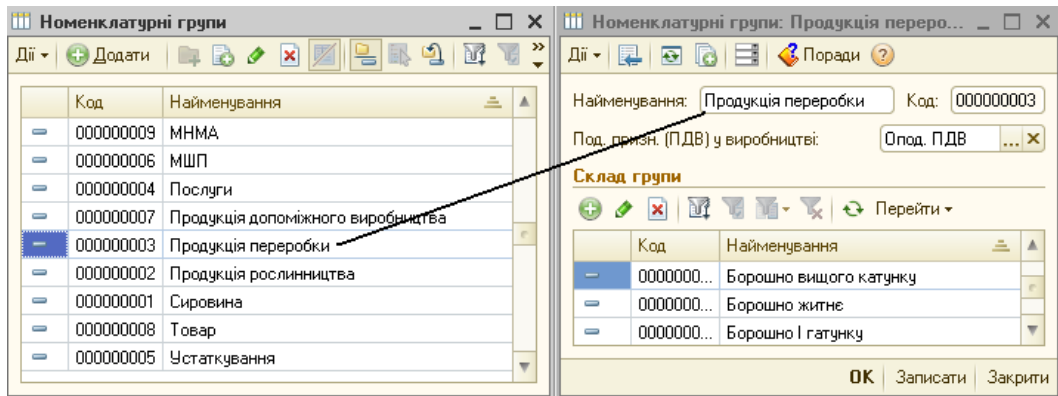 Номенклатурні групи
Дії Додати
Код Найменування
000000009 МНМА
000000006 МШП
000000004 Послуги
000000007 Продукція допоміжного виробництва
000000003 Продукція переробки
000000002 Продукція рослинництва
000000001 Сировина
000000008 Товар
000000005 Устаткування
Номенклатурні групи: Продукція переро...
Дії Поради
Найменування: Продукція переробки Код: 000000003
Под. призн. (ПДВ) у виробництві: Опод. ПДВ ...
Склад групи
Перейти
Код Найменування
0000000... Борошно вищого катунку
0000000... Борошно житнє
0000000... Борошно І гатунку
OK Записати Закрити